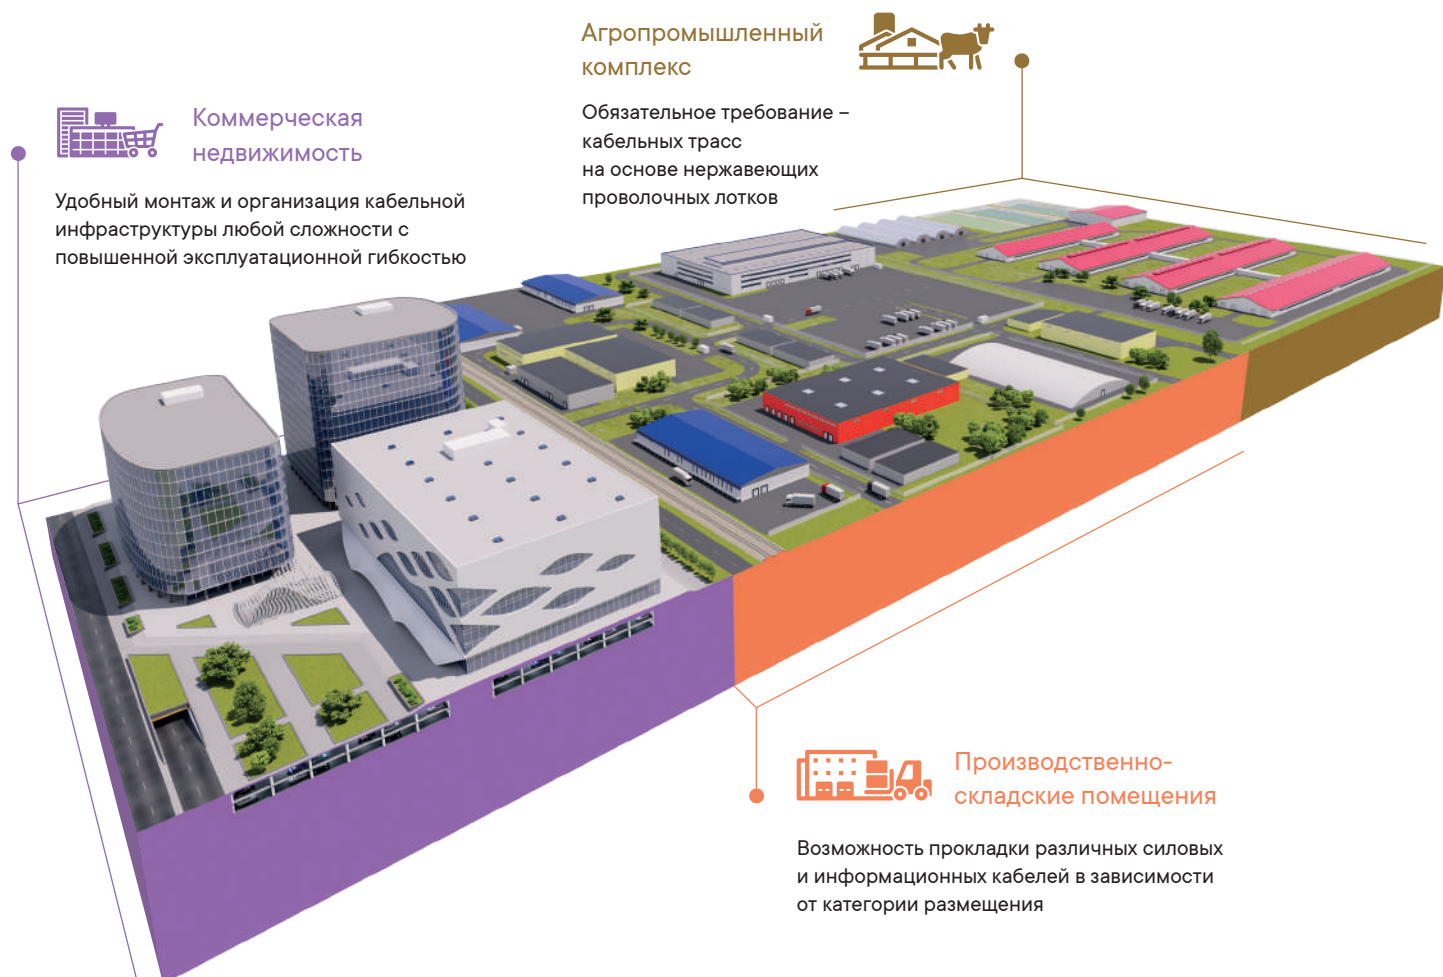 Агропромышленный
комплекс
Обязательное требование –
кабельных трасс
на основе нержавеющих
проволочных лотков
Коммерческая
недвижимость
Удобный монтаж и организация кабельной
инфраструктуры любой сложности с
повышенной эксплуатационной гибкостью
Производственно-
складские помещения
Возможность прокладки различных силовых
и информационных кабелей в зависимости
от категории размещения